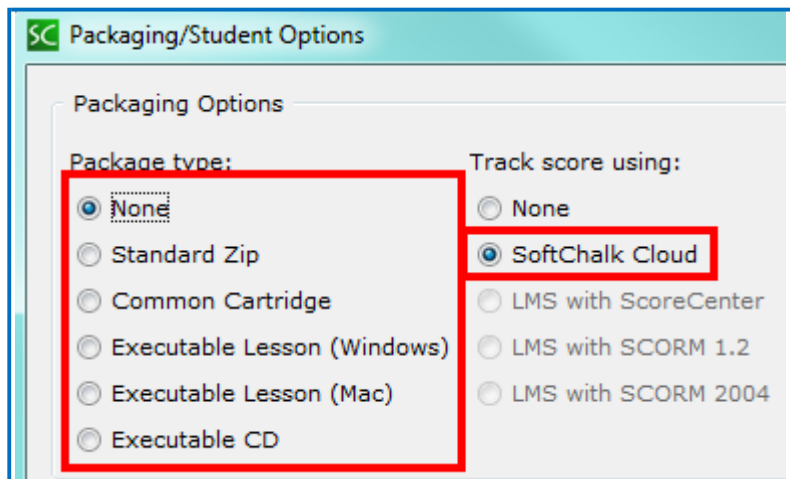 SC Packaging/Student Options
Packaging Options
Package type:
None
Standard Zip
Common Cartridge
Executable Lesson (Windows)
Executable Lesson (Mac)
Executable CD
Track score using:
None
SoftChalk Cloud
LMS with ScoreCenter
LMS with SCORM 1.2
LMS with SCORM 2004